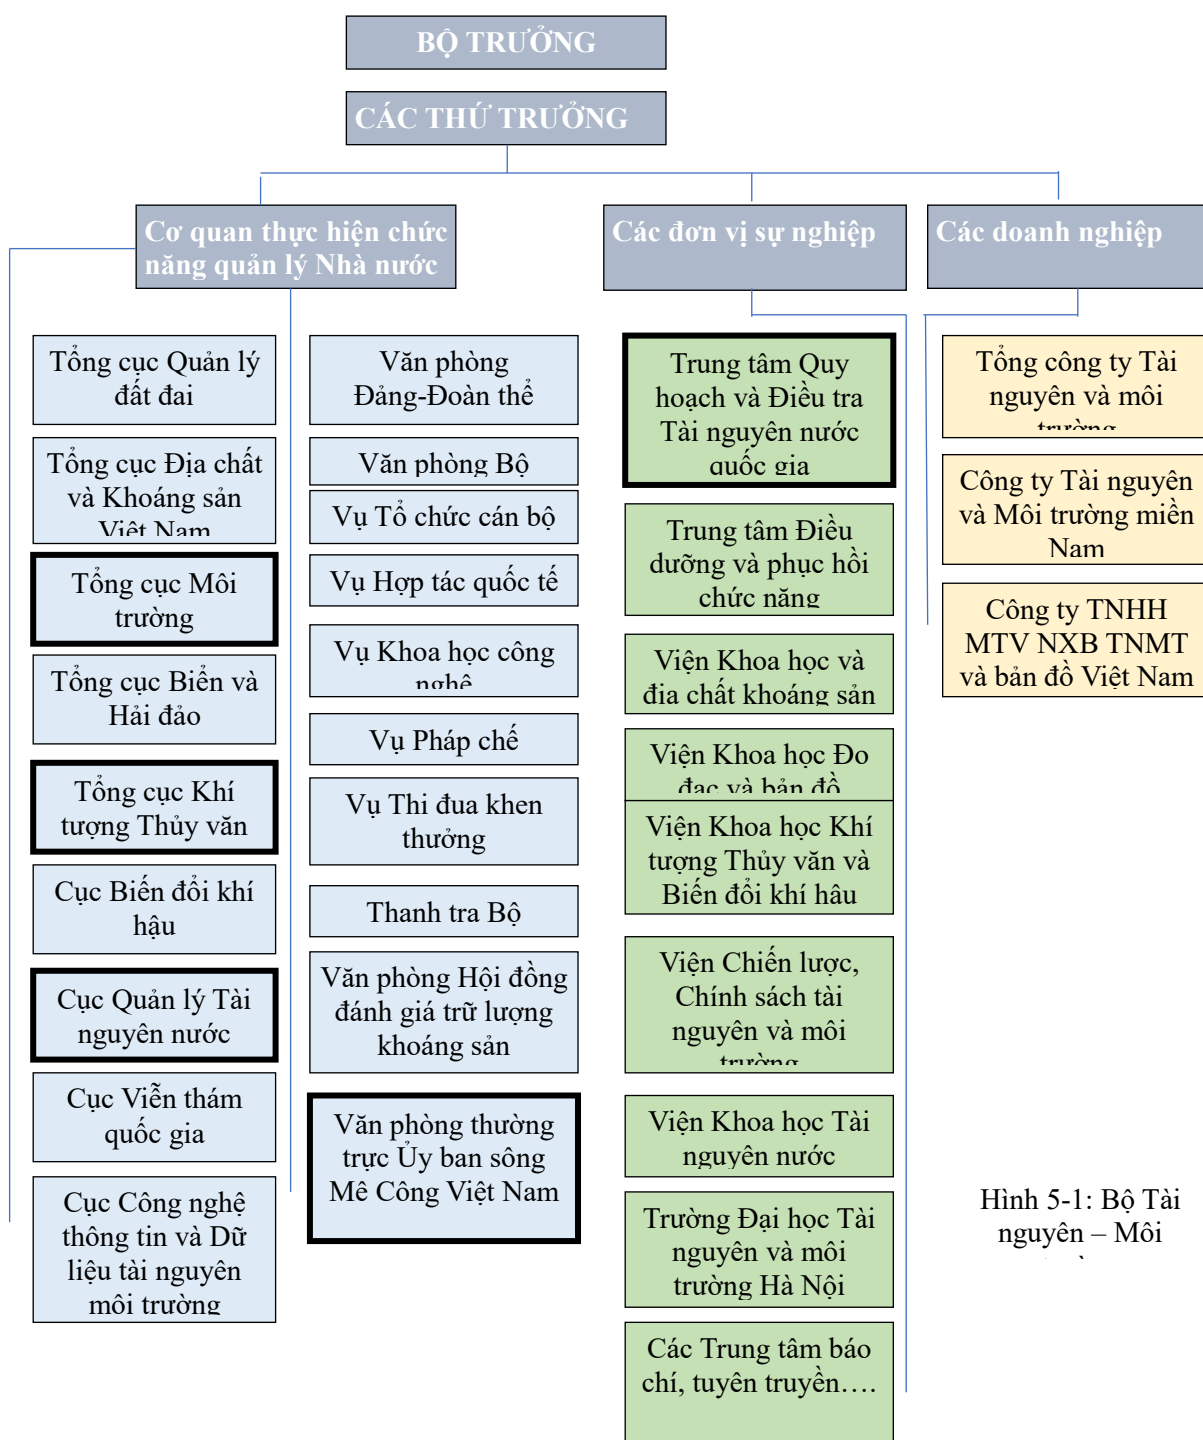 BỘ TRƯỞNG
CÁC THỨ TRƯỞNG
Cơ quan thực hiện chức
năng quản lý Nhà nước
Các đơn vị sự nghiệp
Các doanh nghiệp
Tổng cục Quản lý
đất đai
Tổng cục Địa chất
và Khoáng sản
Việt Nam
Tổng cục Môi
trường
Tổng cục Biển và
Hải đảo
Tổng cục Khí
tượng Thủy văn
Cục Biến đổi khí
hậu
Cục Quản lý Tài
nguyên nước
Cục Viễn thám
quốc gia
Cục Công nghệ
thông tin và Dữ
liệu tài nguyên
môi trường
Văn phòng
Đảng-Đoàn thể
Văn phòng Bộ
Vụ Tổ chức cán bộ
Vụ Hợp tác quốc tế
Vụ Khoa học công
nghệ
Vụ Pháp chế
Vụ Thi đua khen
thưởng
Thanh tra Bộ
Văn phòng Hội đồng
đánh giá trữ lượng
khoáng sản
Văn phòng thường
trực Ủy ban sông
Mê Công Việt Nam
Trung tâm Quy
hoạch và Điều tra
Tài nguyên nước
quốc gia
Trung tâm Điều
dưỡng và phục hồi
chức năng
Viện Khoa học và
địa chất khoáng sản
Viện Khoa học Đo
đạc và bản đồ
Viện Khoa học Khí
tượng Thủy văn và
Biến đổi khí hậu
Viện Chiến lược,
Chính sách tài
nguyên và môi
trường
Viện Khoa học Tài
nguyên nước
Trường Đại học Tài
nguyên và môi
trường Hà Nội
Các Trung tâm báo
chí, tuyên truyền….
Tổng công ty Tài
nguyên và môi
trường
Công ty Tài nguyên
và Môi trường miền
Nam
Công ty TNHH
MTV NXB TNMT
và bản đồ Việt Nam
Hình 5-1: Bộ Tài
nguyên – Môi